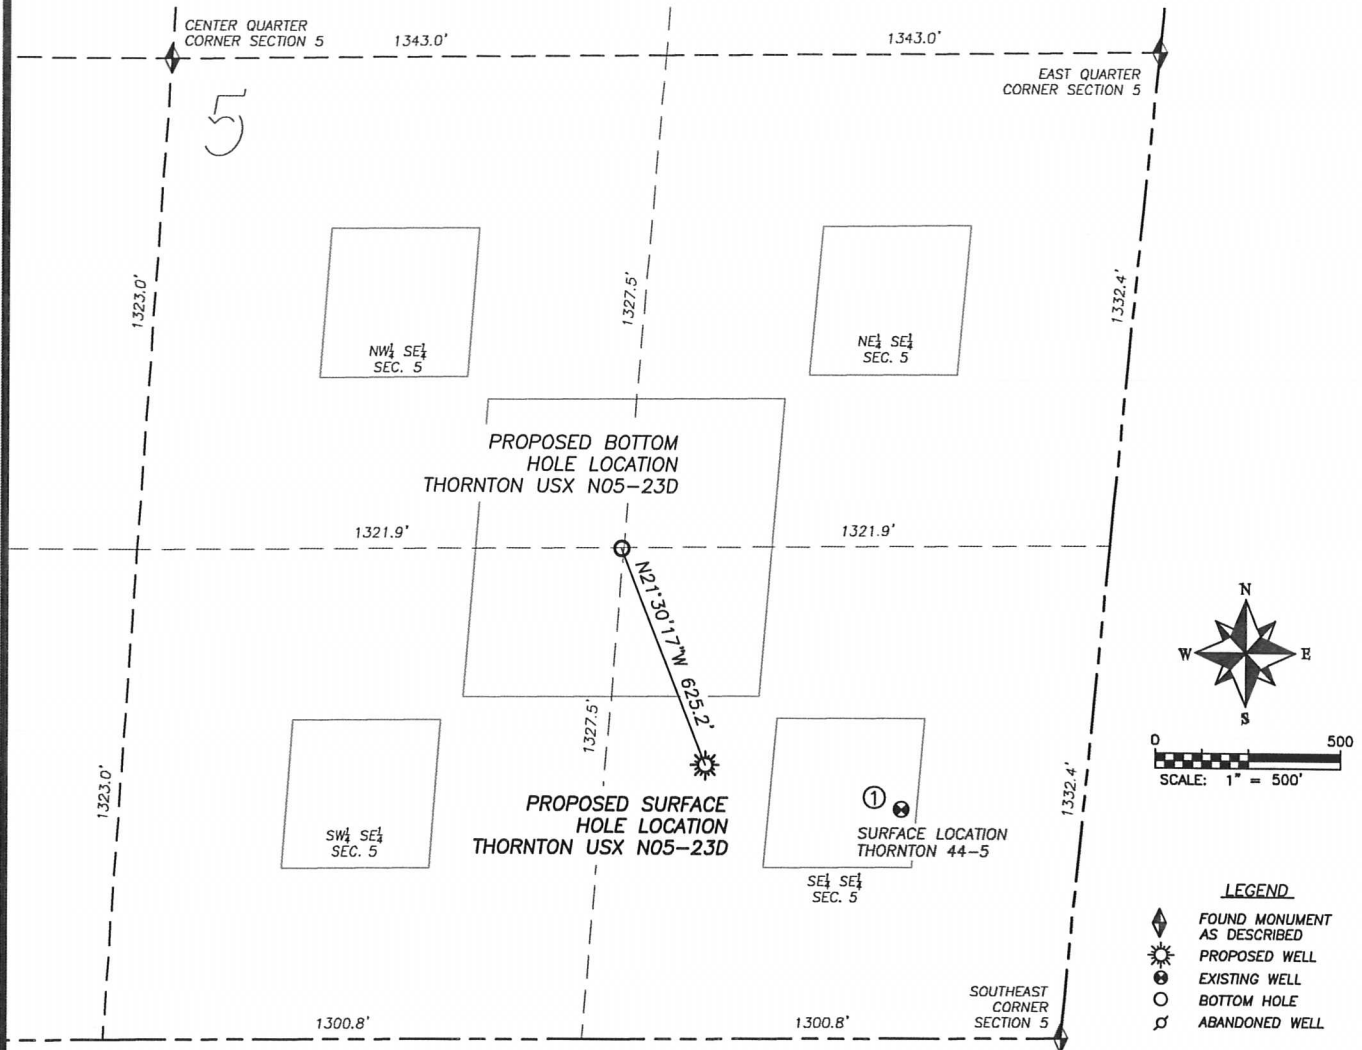 CENTER QUARTER
CORNER SECTION 5
1343.0'
1343.0'
EAST QUARTER
CORNER SECTION 5
5
1323.0'
1327.5'
1332.4'
NW¼ SE¼
SEC. 5
NE¼ SE¼
SEC. 5
PROPOSED BOTTOM
HOLE LOCATION
THORNTON USX N05-23D
1321.9'
1321.9'
N21°30'17"W 625.2'
N
W E
S
0 500
SCALE: 1" = 500'
1327.5'
1323.0'
1332.4'
PROPOSED SURFACE
HOLE LOCATION
THORNTON USX N05-23D
1
SURFACE LOCATION
THORNTON 44-5
SW¼ SE¼
SEC. 5
SE¼ SE¼
SEC. 5
LEGEND
FOUND MONUMENT
AS DESCRIBED
PROPOSED WELL
EXISTING WELL
BOTTOM HOLE
ABANDONED WELL
SOUTHEAST
CORNER
SECTION 5
1300.8'
1300.8'